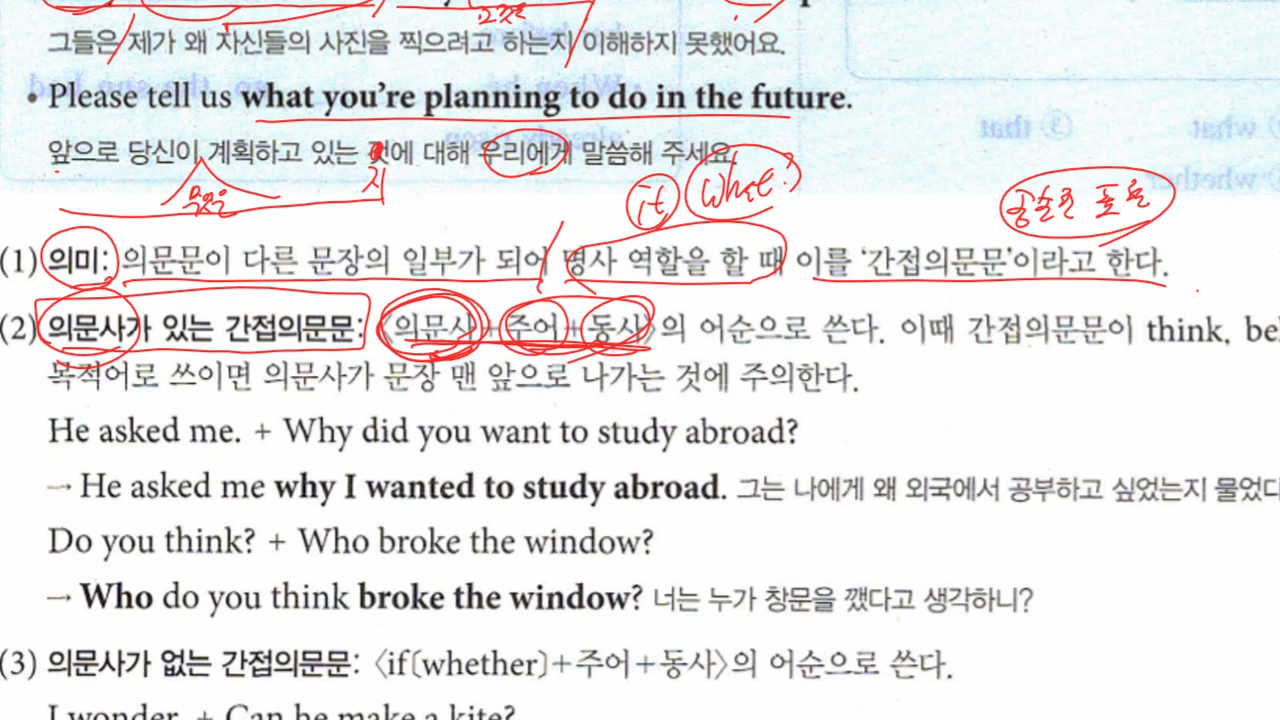 그것은
그들은 제가 왜 자신들의 사진을 찍으려고 하는지 이해하지 못했어요.
• Please tell us what you're planning to do in the future.
앞으로 당신이 계획하고 있는 것에 대해 우리에게 말씀해 주세요.
지
무엇을
it what?
(1) 의미: 의문문이 다른 문장의 일부가 되어 명사 역할을 할 때 이를 ‘간접의문문’이라고 한다.
(2) 의문사가 있는 간접의문문: 〈의문사+주어+동사〉의 어순으로 쓴다. 이때 간접의문문이 think, be
목적어로 쓰이면 의문사가 문장 맨 앞으로 나가는 것에 주의한다.
He asked me. + Why did you want to study abroad?
→ He asked me why I wanted to study abroad. 그는 나에게 왜 외국에서 공부하고 싶었는지 물었다
Do you think? + Who broke the window?
→ Who do you think broke the window? 너는 누가 창문을 깼다고 생각하니?
(3) 의문사가 없는 간접의문문: 〈if(whether)+주어+동사〉의 어순으로 쓴다.
I wonder. + Can he make a kite?